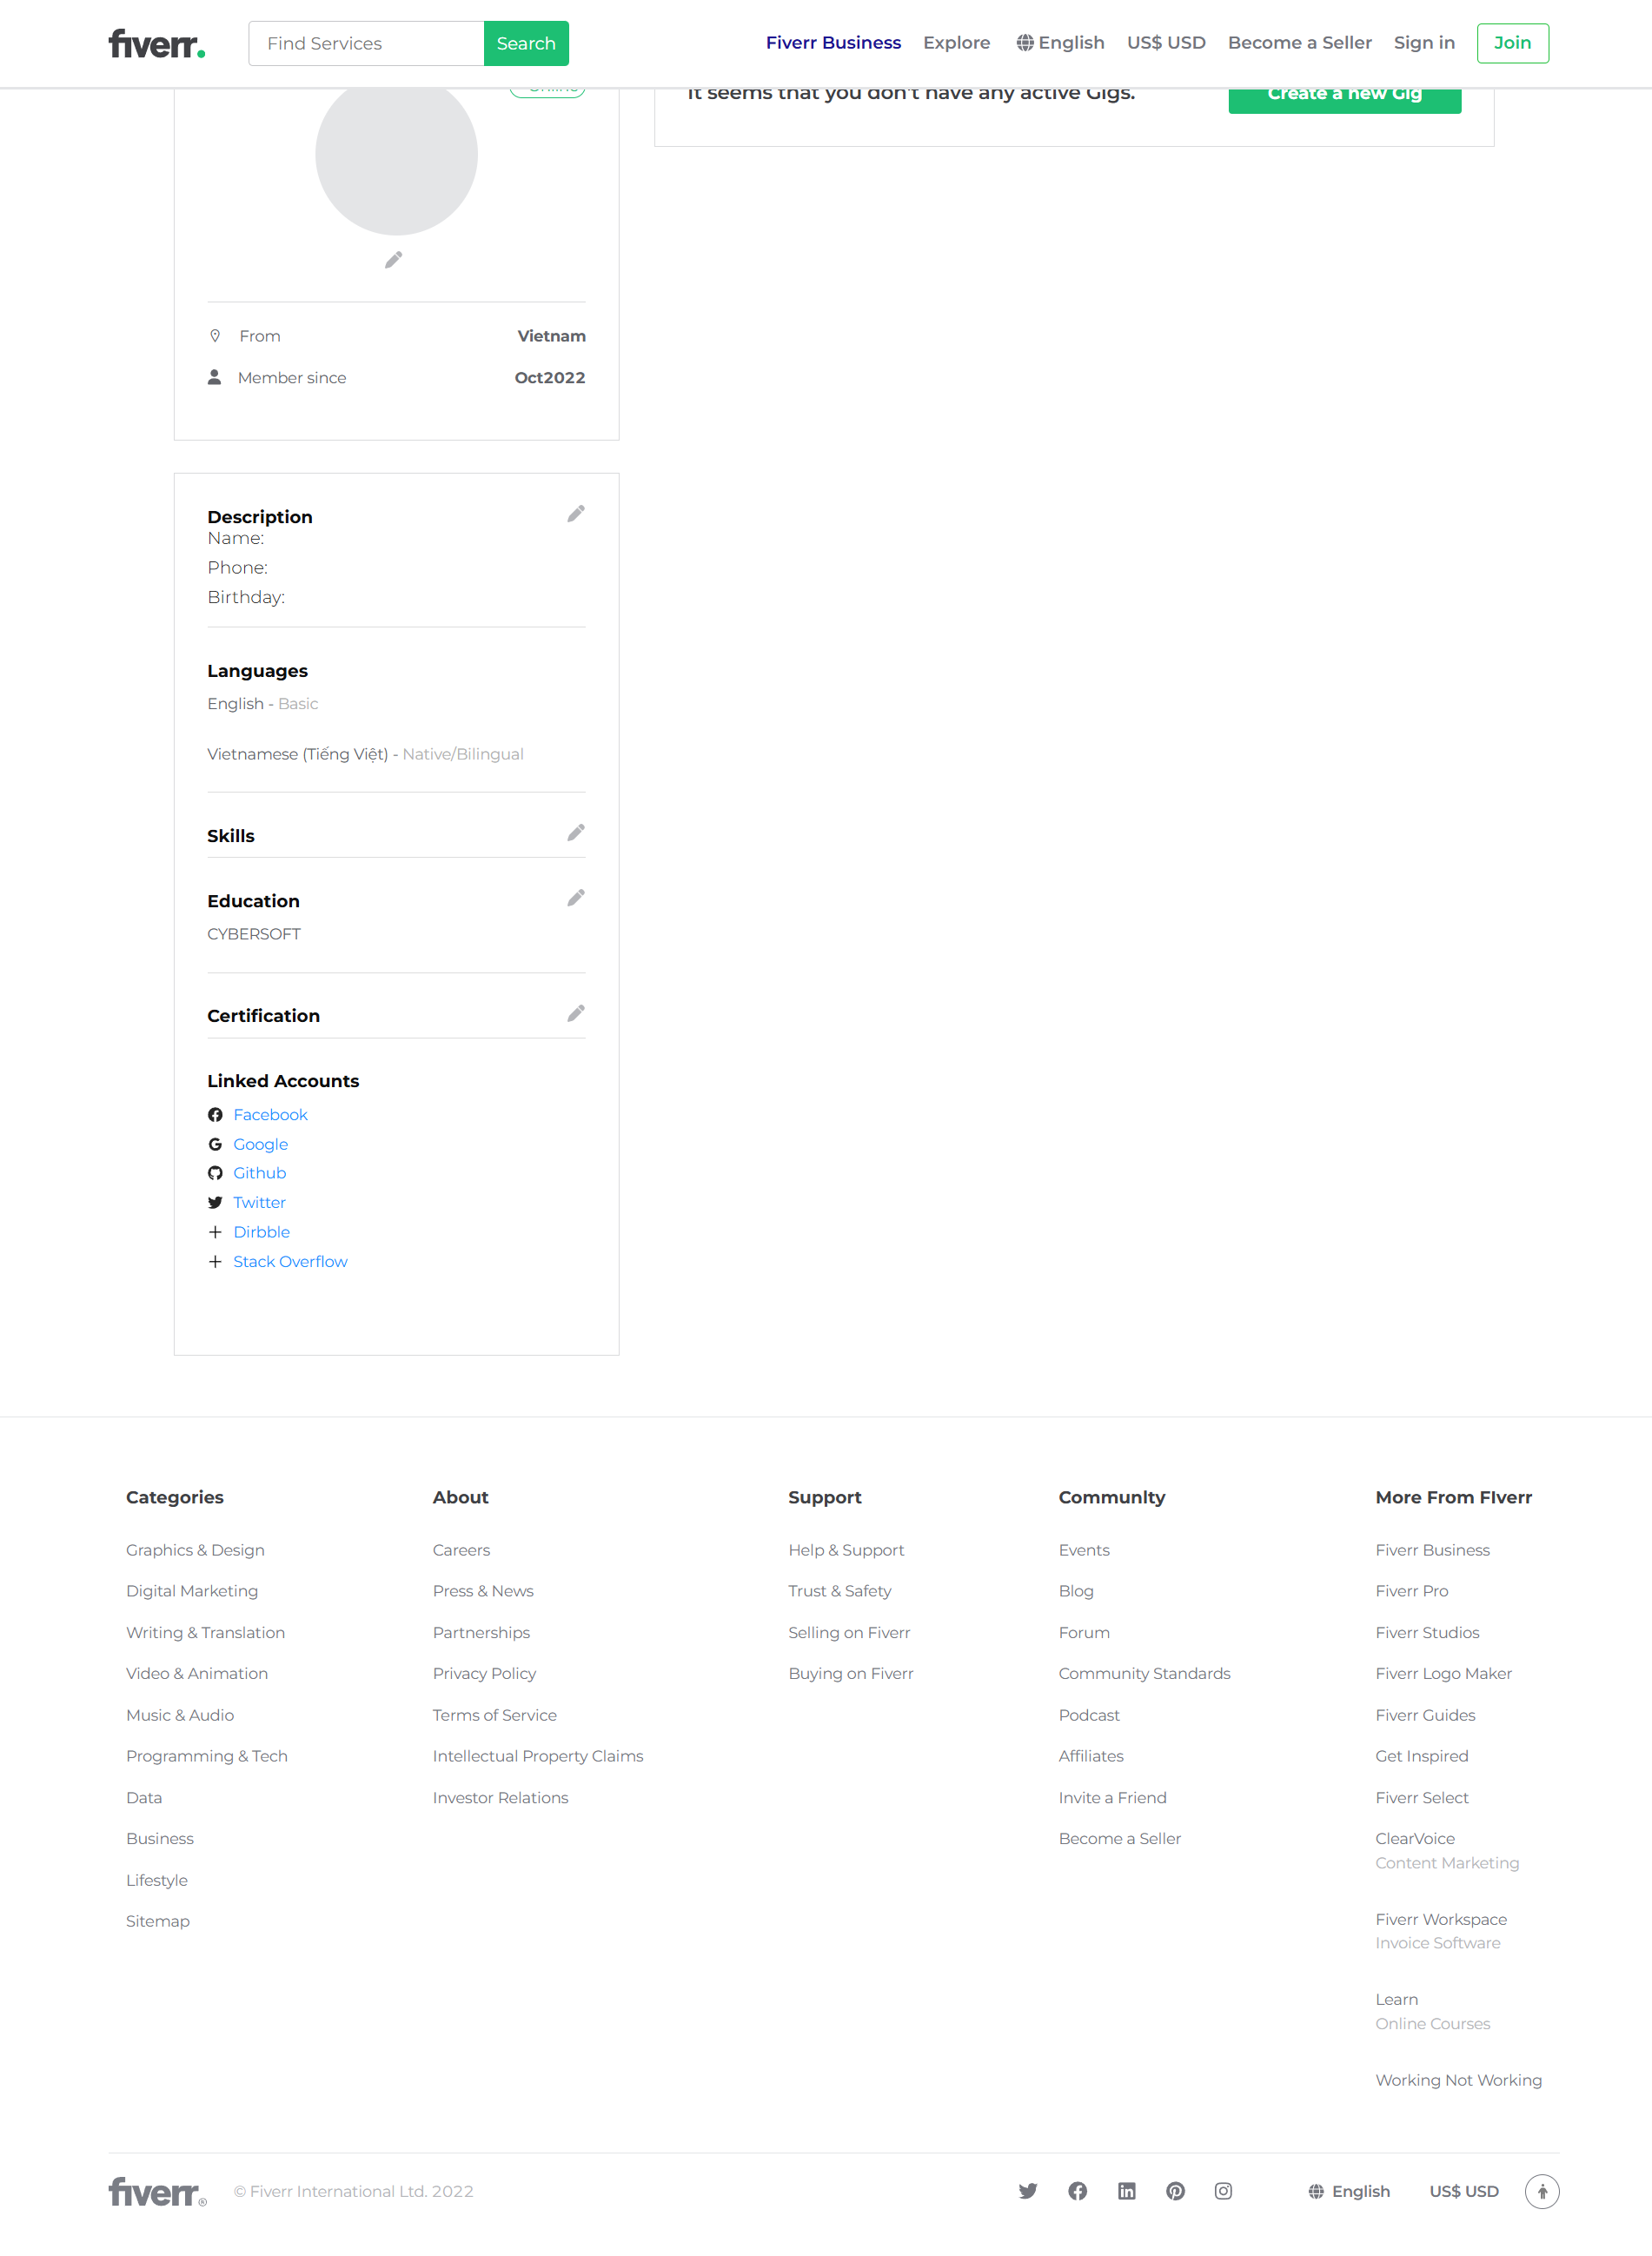 fiverr.
Find Services
Search
Fiverr Business
Explore
English
US$ USD
Become a Seller
Sign in
Join
Online
It seems that you don't have any active Gigs.
Create a new Gig
From
Vietnam
Member since
Oct2022
Description
Name:
Phone:
Birthday:
Languages
English - Basic
Vietnamese (Tiếng Việt) - Native/Bilingual
Skills
Education
CYBERSOFT
Certification
Linked Accounts
Facebook
Google
Github
Twitter
Dirbble
Stack Overflow
Categories
Graphics & Design
Digital Marketing
Writing & Translation
Video & Animation
Music & Audio
Programming & Tech
Data
Business
Lifestyle
Sitemap
About
Careers
Press & News
Partnerships
Privacy Policy
Terms of Service
Intellectual Property Claims
Investor Relations
Support
Help & Support
Trust & Safety
Selling on Fiverr
Buying on Fiverr
CommunIty
Events
Blog
Forum
Community Standards
Podcast
Affiliates
Invite a Friend
Become a Seller
More From FIverr
Fiverr Business
Fiverr Pro
Fiverr Studios
Fiverr Logo Maker
Fiverr Guides
Get Inspired
Fiverr Select
ClearVoice
Content Marketing
Fiverr Workspace
Invoice Software
Learn
Online Courses
Working Not Working
fiverr®
© Fiverr International Ltd. 2022
English
US$ USD